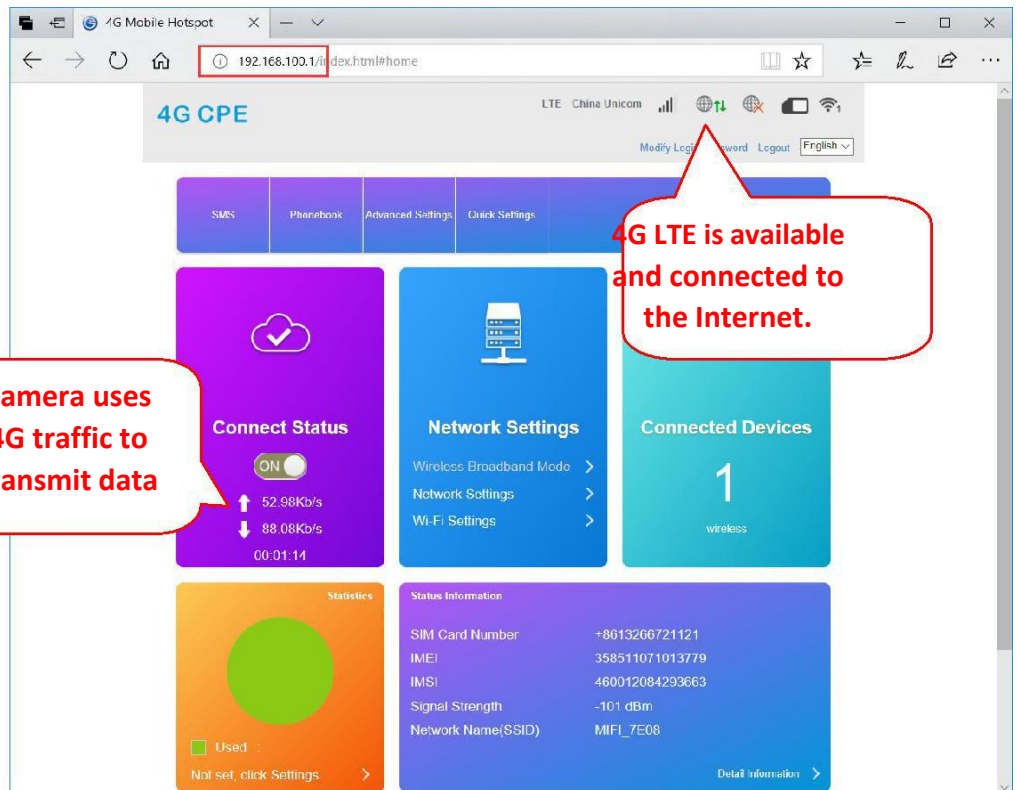 4G Mobile Hotspot
192.168.100.1/index.html#home
4G CPE
LTE China Unicom
1
Modify Login Logout English
SMS Phonebook Advanced Settings Quick Settings
4G LTE is available
and connected to
the Internet.
uses
4G traffic to
data
Connect Status
ON
52.98Kb/s
88.08Kb/s
00:01:14
Network Settings
Wireless Broadband Mode
Network Settings
Wi-Fi Settings
Connected Devices
1
wireless
Statistics
Used :
Not set, click Settings
Status Information
SIM Card Number +8613266721121
IMEI 358511071013779
IMSI 460012084293663
Signal Strength -101 dBm
Network Name(SSID) MIFI_7E08
Detail Information